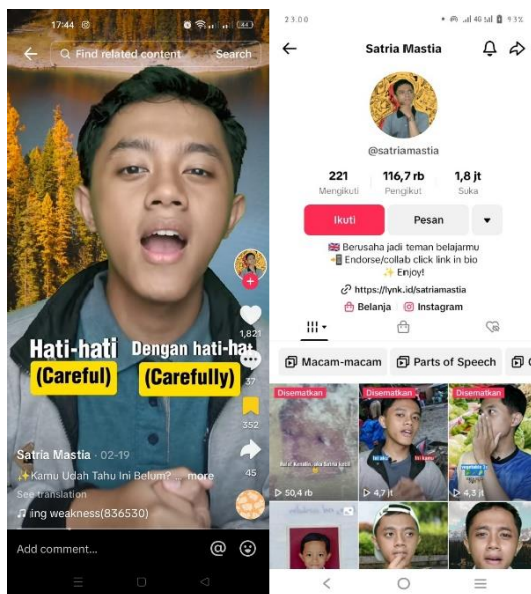 17:44
Find related content
Search
Hati-hati
(Careful)
Dengan hati-hat
(Carefully)
1,821
37
352
45
Satria Mastia · 02-19
✨Kamu Udah Tahu Ini Belum? ... more
See translation
ing weakness(836530)
Add comment...
23.00
4G
93%
Satria Mastia
@satriamastia
221
Mengikuti
116,7 rb
Pengikut
1,8 jt
Suka
Ikuti
Pesan
🇬🇧 Berusaha jadi teman belajarmu
📲 Endorse/collab click link in bio
✨ Enjoy!
https://lynk.id/satriamastia
Belanja
Instagram
Macam-macam
Parts of Speech
Disematkan
50,4 rb
Disematkan
4,7 jt
Disematkan
4,3 jt